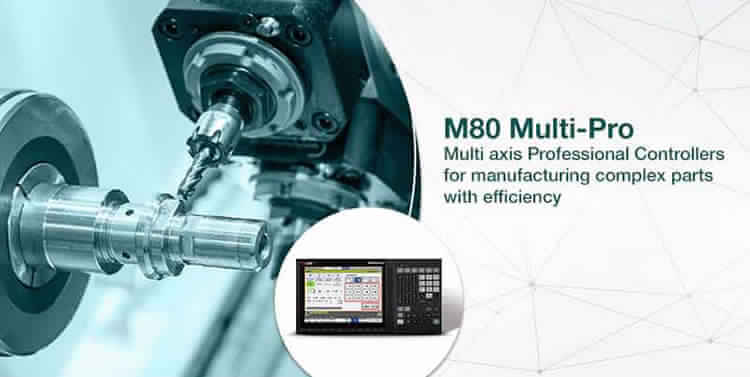 M80 Multi-Pro
Multi axis Professional Controllers
for manufacturing complex parts
with efficiency